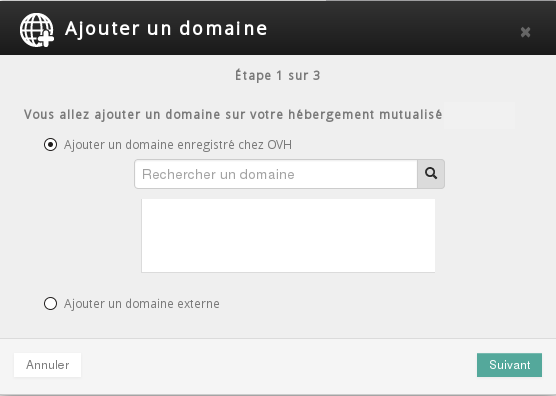 Ajouter un domaine
Étape 1 sur 3
Vous allez ajouter un domaine sur votre hébergement mutualisé
Ajouter un domaine enregistré chez OVH
Rechercher un domaine
Ajouter un domaine externe
Annuler
Suivant